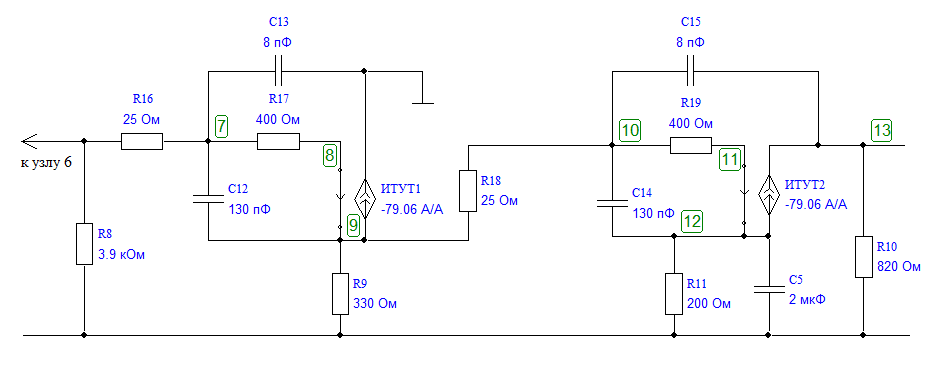 C13
8 пФ
C15
8 пФ
R16
25 Ом
R17
400 Ом
R19
400 Ом
7
10
13
к узлу 6
8
11
C12
130 пФ
ИТУТ1
-79.06 А/А
R18
25 Ом
C14
130 пФ
ИТУТ2
-79.06 А/А
9
12
R8
3.9 кОм
R9
330 Ом
R11
200 Ом
C5
2 мкФ
R10
820 Ом